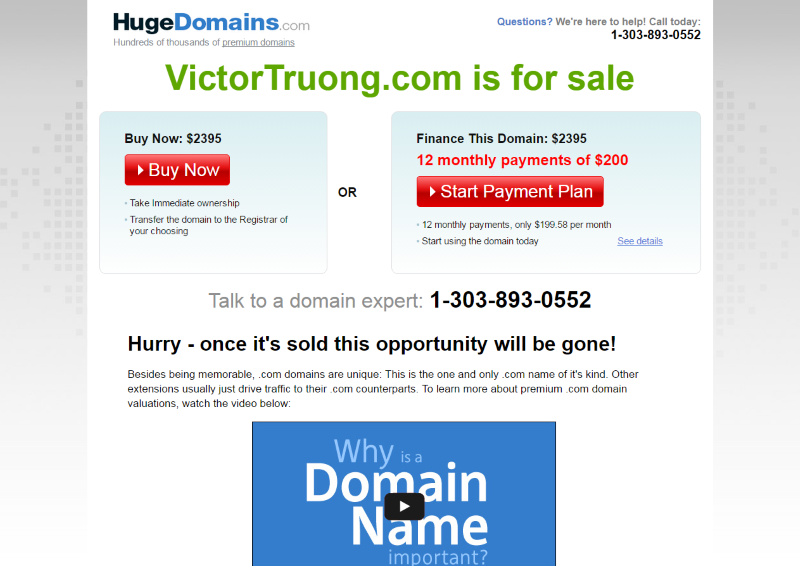 HugeDomains.com
Hundreds of thousands of premium domains
Questions? We're here to help! Call today:
1-303-893-0552
VictorTruong.com is for sale
Buy Now: $2395
Buy Now
Take Immediate ownership
Transfer the domain to the Registrar of
your choosing
OR
Finance This Domain: $2395
12 monthly payments of $200
Start Payment Plan
12 monthly payments, only $199.58 per month
Start using the domain today
See details
Talk to a domain expert: 1-303-893-0552
Hurry - once it's sold this opportunity will be gone!
Besides being memorable, .com domains are unique: This is the one and only .com name of it's kind. Other
extensions usually just drive traffic to their .com counterparts. To learn more about premium .com domain
valuations, watch the video below:
Why is a
Domain
Name
important?